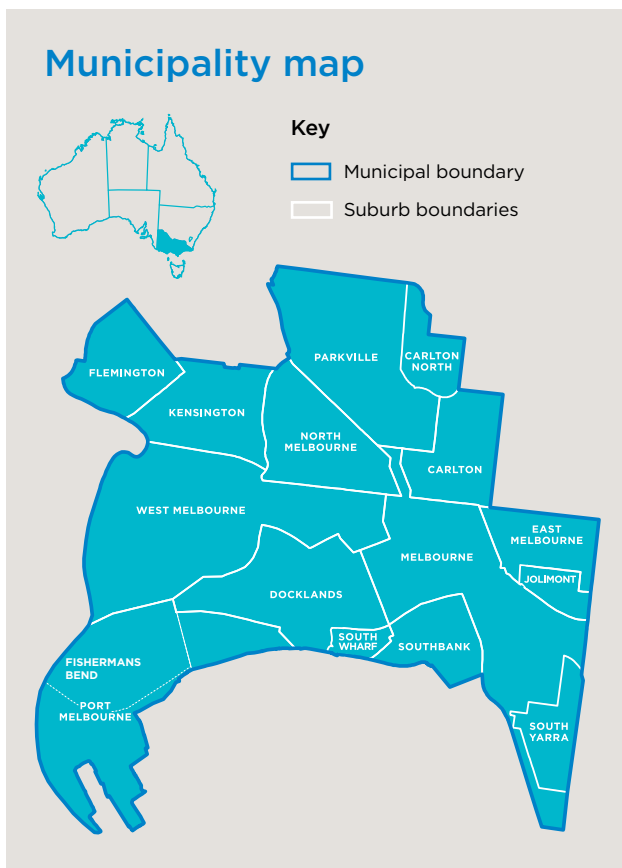 Municipality map
Key
Municipal boundary
Suburb boundaries
FLEMINGTON
KENSINGTON
PARKVILLE
CARLTON
NORTH
NORTH
MELBOURNE
CARLTON
WEST MELBOURNE
EAST
MELBOURNE
MELBOURNE
JOLIMONT
DOCKLANDS
SOUTH
WHARF
SOUTHBANK
FISHERMANS
BEND
PORT
MELBOURNE
SOUTH
YARRA